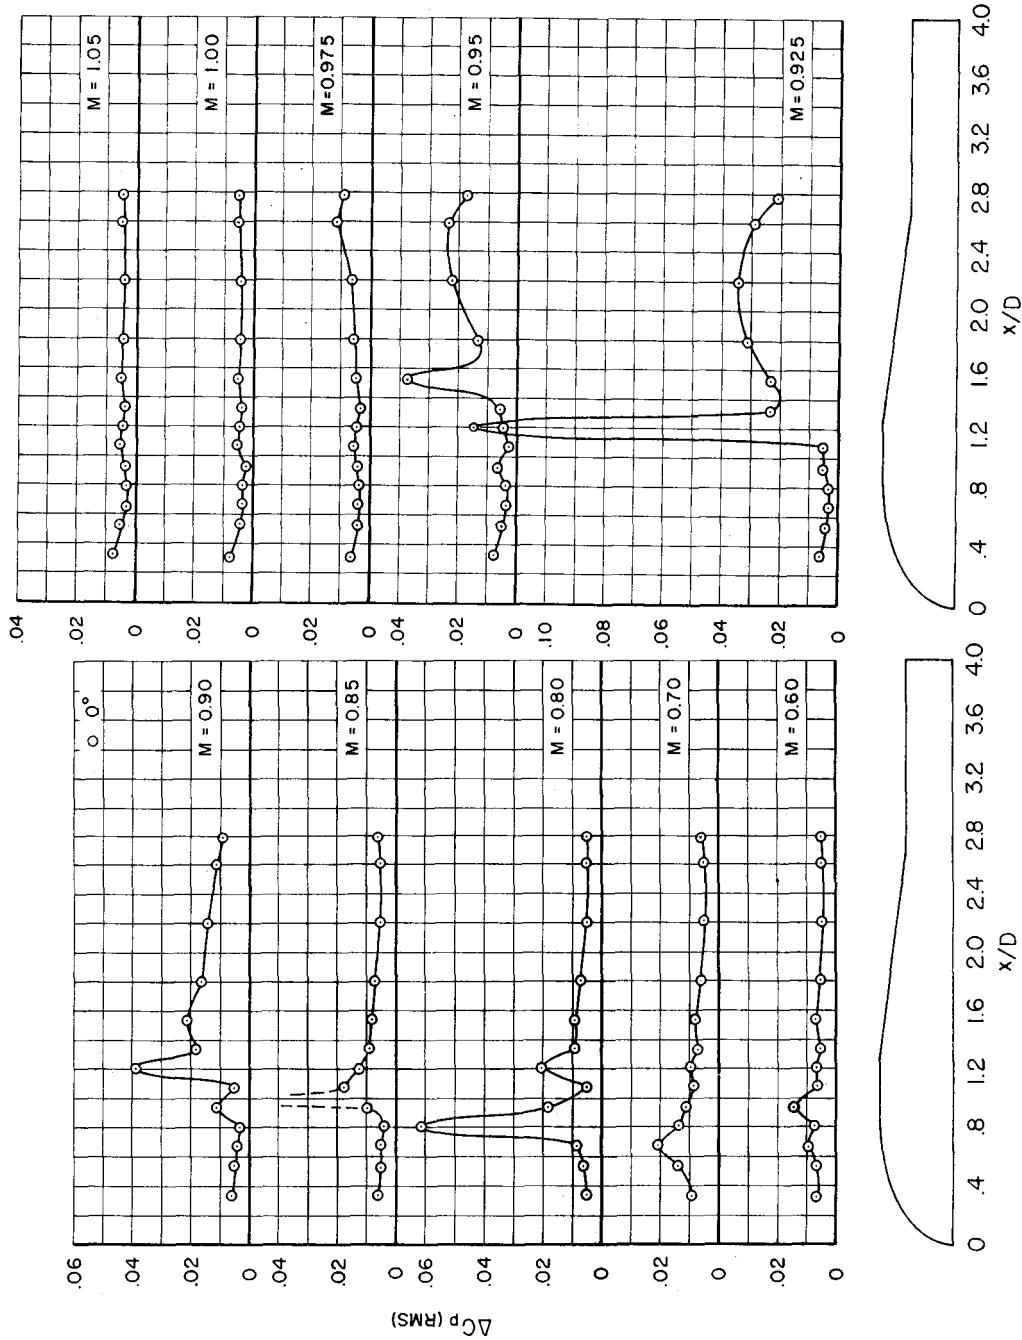 ΔCp (RMS)
○ 0°
.06
.04
.02
0
M = 0.90
.04
.02
0
M = 0.85
.06
.04
.02
0
M = 0.80
.02
0
M = 0.70
.02
0
M = 0.60
0 .4 .8 1.2 1.6 2.0 2.4 2.8 3.2 3.6 4.0
x/D
.04
.02
0
M = 1.05
.02
0
M = 1.00
.02
0
M=0.975
.04
.02
0
M=0.95
.10
.08
.06
.04
.02
0
M=0.925
0 .4 .8 1.2 1.6 2.0 2.4 2.8 3.2 3.6 4.0
x/D